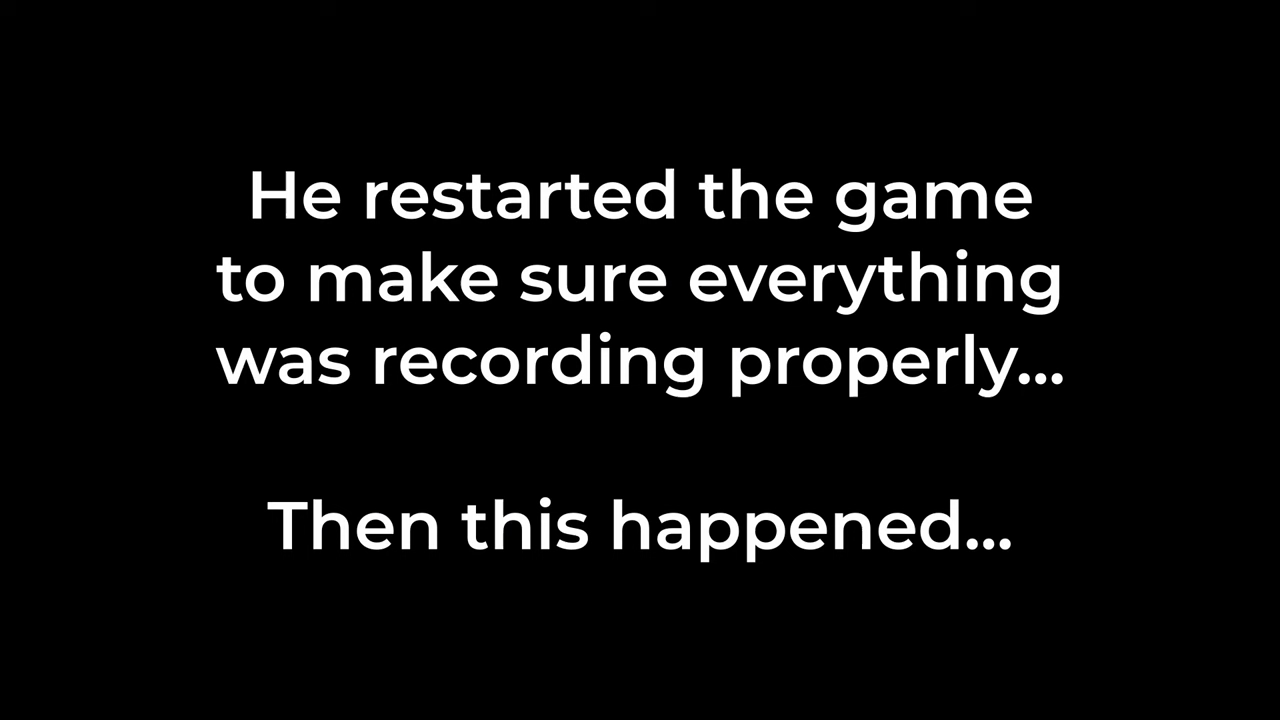 He restarted the game
to make sure everything
was recording properly...
Then this happened...